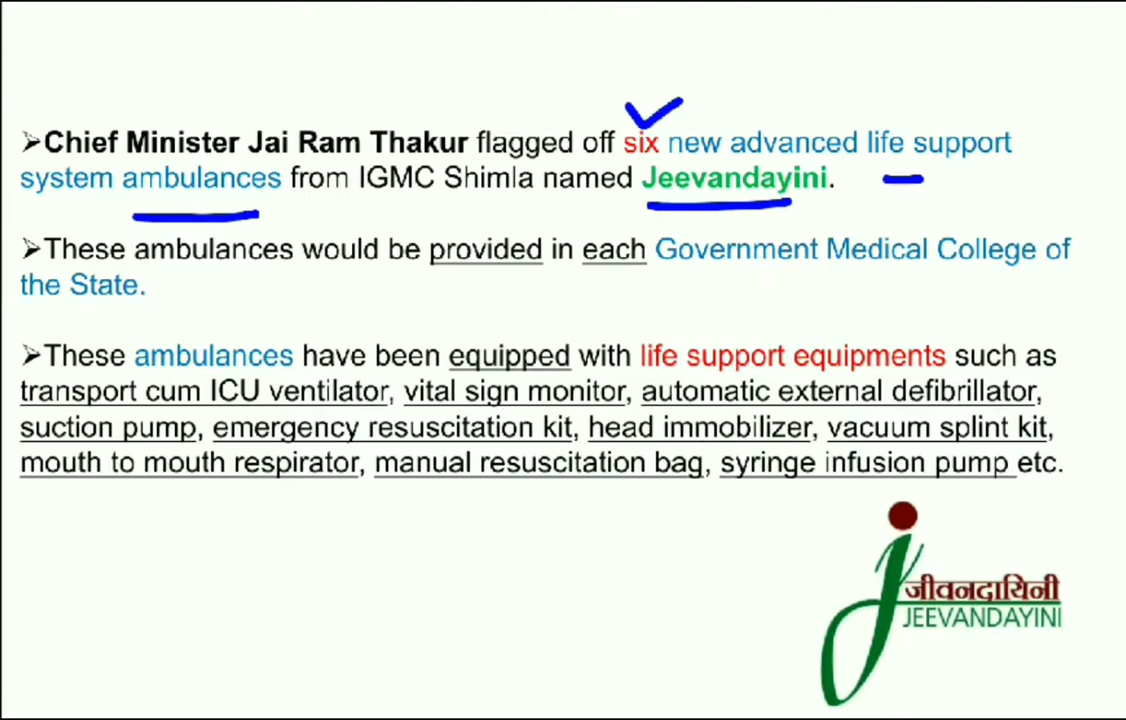 ➢Chief Minister Jai Ram Thakur flagged off six new advanced life support
system ambulances from IGMC Shimla named Jeevandayini.
➢These ambulances would be provided in each Government Medical College of
the State.
➢These ambulances have been equipped with life support equipments such as
transport cum ICU ventilator, vital sign monitor, automatic external defibrillator,
suction pump, emergency resuscitation kit, head immobilizer, vacuum splint kit,
mouth to mouth respirator, manual resuscitation bag, syringe infusion pump etc.
जीवनदायिनी
JEEVANDAYINI